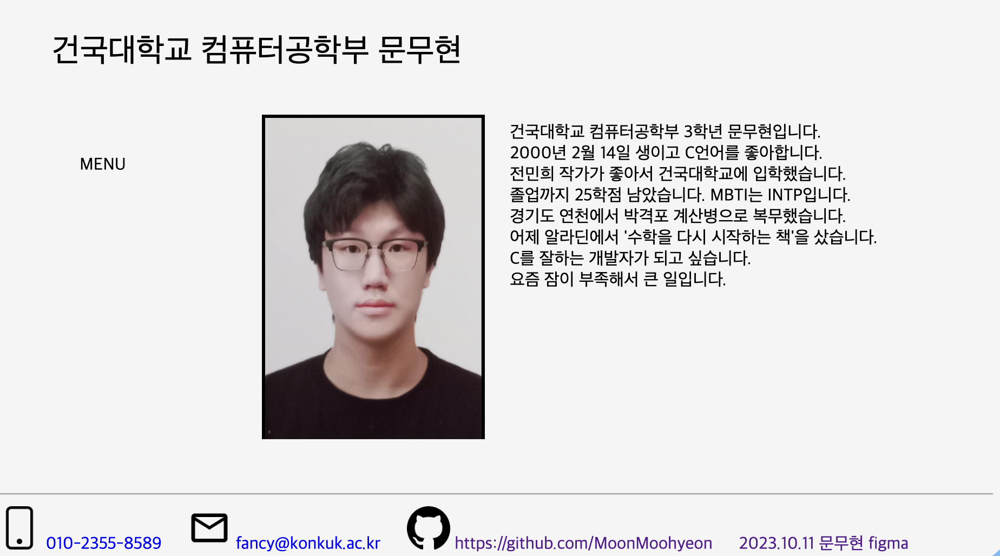 건국대학교 컴퓨터공학부 문무현
MENU
건국대학교 컴퓨터공학부 3학년 문무현입니다.
2000년 2월 14일 생이고 C언어를 좋아합니다.
전민희 작가가 좋아서 건국대학교에 입학했습니다.
졸업까지 25학점 남았습니다. MBTI는 INTP입니다.
경기도 연천에서 박격포 계산병으로 복무했습니다.
어제 알라딘에서 '수학을 다시 시작하는 책'을 샀습니다.
C를 잘하는 개발자가 되고 싶습니다.
요즘 잠이 부족해서 큰 일입니다.
010-2355-8589 fancy@konkuk.ac.kr https://github.com/MoonMoohyeon 2023.10.11 문무현 figma